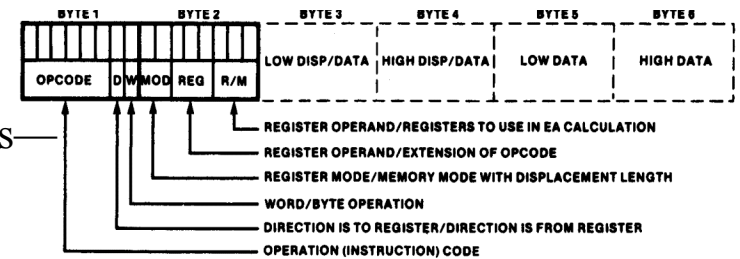 BYTE 1 BYTE 2 BYTE 3 BYTE 4 BYTE 5 BYTE 6
OPCODE D W MOD REG R/M LOW DISP/DATA HIGH DISP/DATA LOW DATA HIGH DATA
REGISTER OPERAND/REGISTERS TO USE IN EA CALCULATION
S
REGISTER OPERAND/EXTENSION OF OPCODE
REGISTER MODE/MEMORY MODE WITH DISPLACEMENT LENGTH
WORD/BYTE OPERATION
DIRECTION IS TO REGISTER/DIRECTION IS FROM REGISTER
OPERATION (INSTRUCTION) CODE